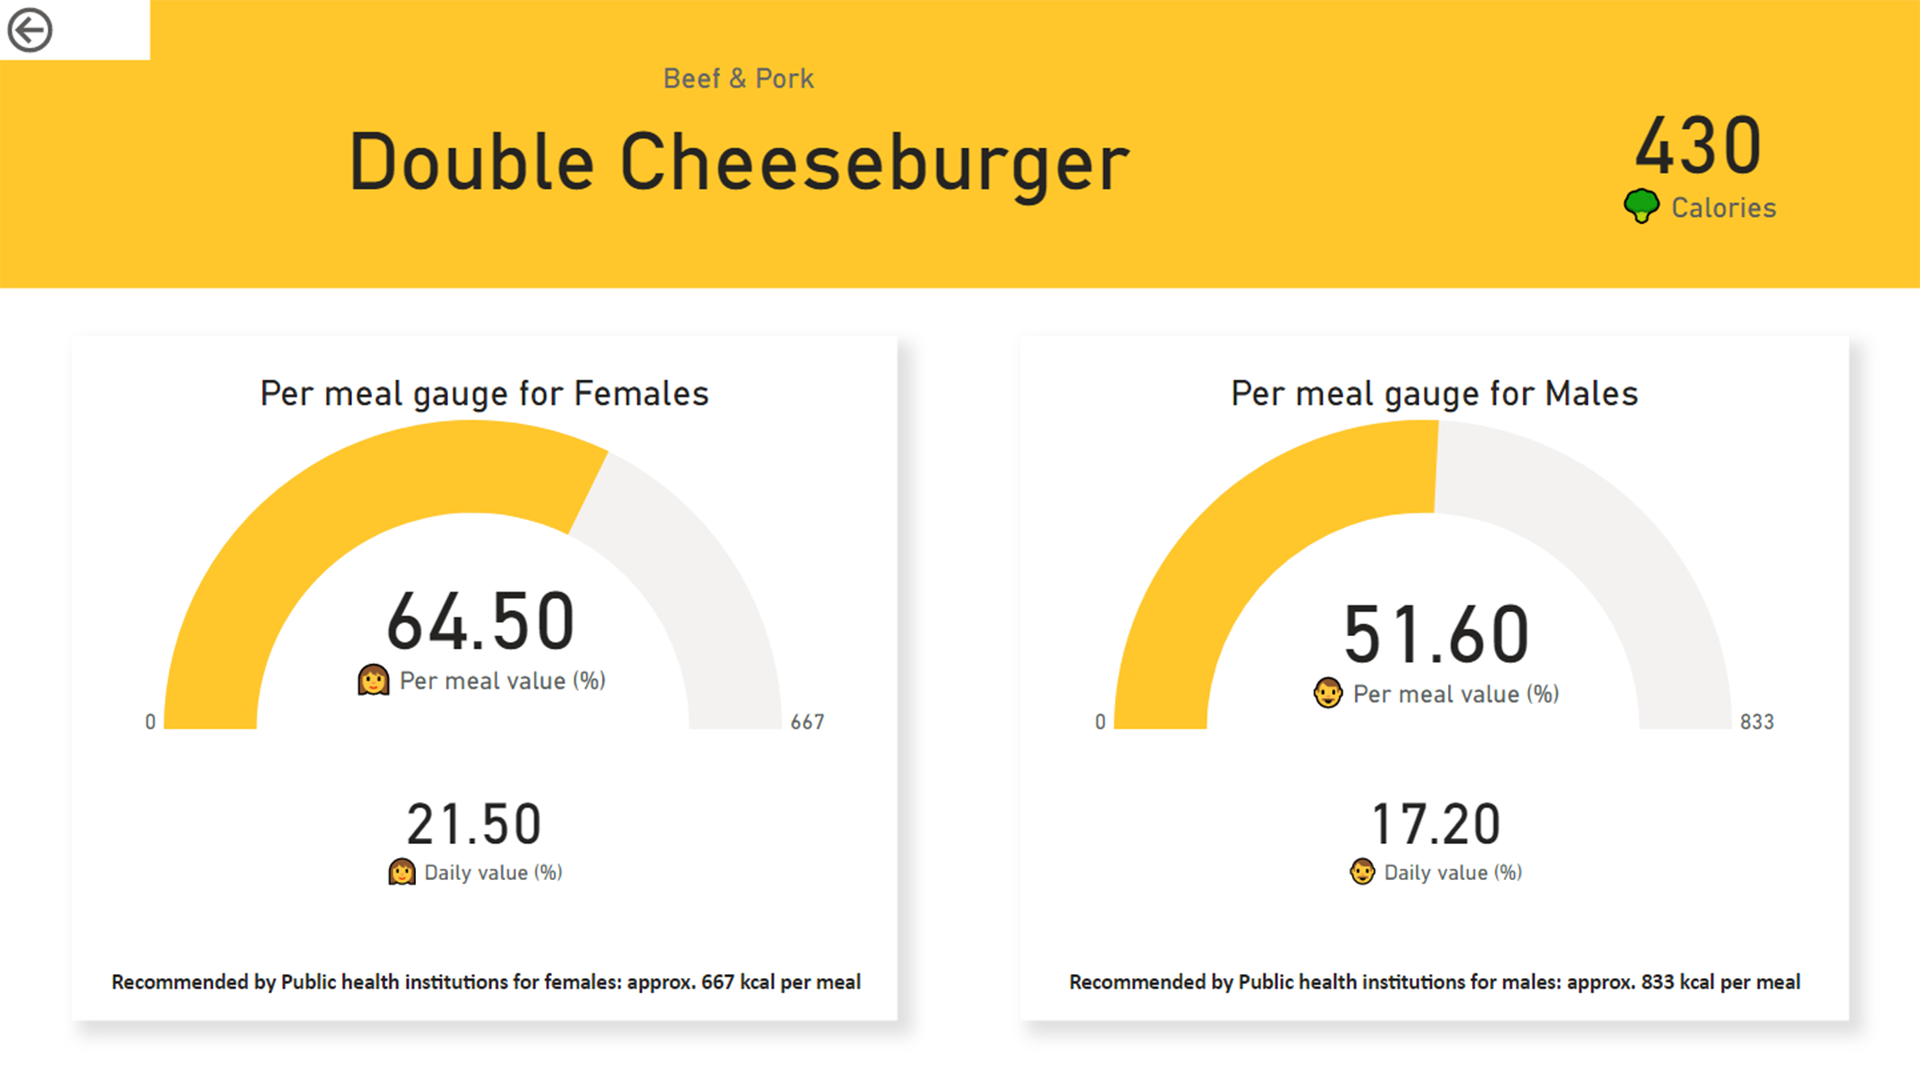 Beef & Pork
Double Cheeseburger
430
Calories
Per meal gauge for Females
64.50
Per meal value (%)
0
667
21.50
Daily value (%)
Recommended by Public health institutions for females: approx. 667 kcal per meal
Per meal gauge for Males
51.60
Per meal value (%)
0
833
17.20
Daily value (%)
Recommended by Public health institutions for males: approx. 833 kcal per meal